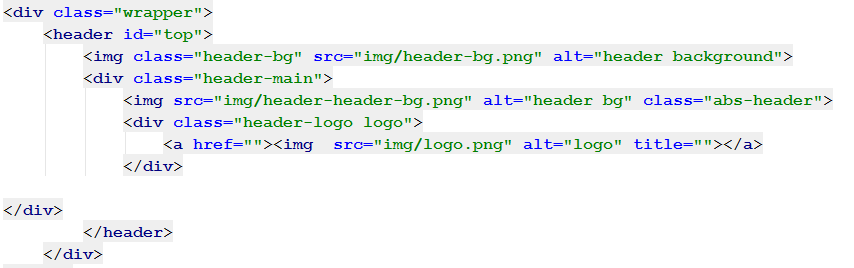 <div class="wrapper">
<header id="top">
<img class="header-bg" src="img/header-bg.png" alt="header background">
<div class="header-main">
<img src="img/header-header-bg.png" alt="header bg" class="abs-header">
<div class="header-logo logo">
<a href=""><img  src="img/logo.png" alt="logo" title=""></a>
</div>
</div>
</header>
</div>